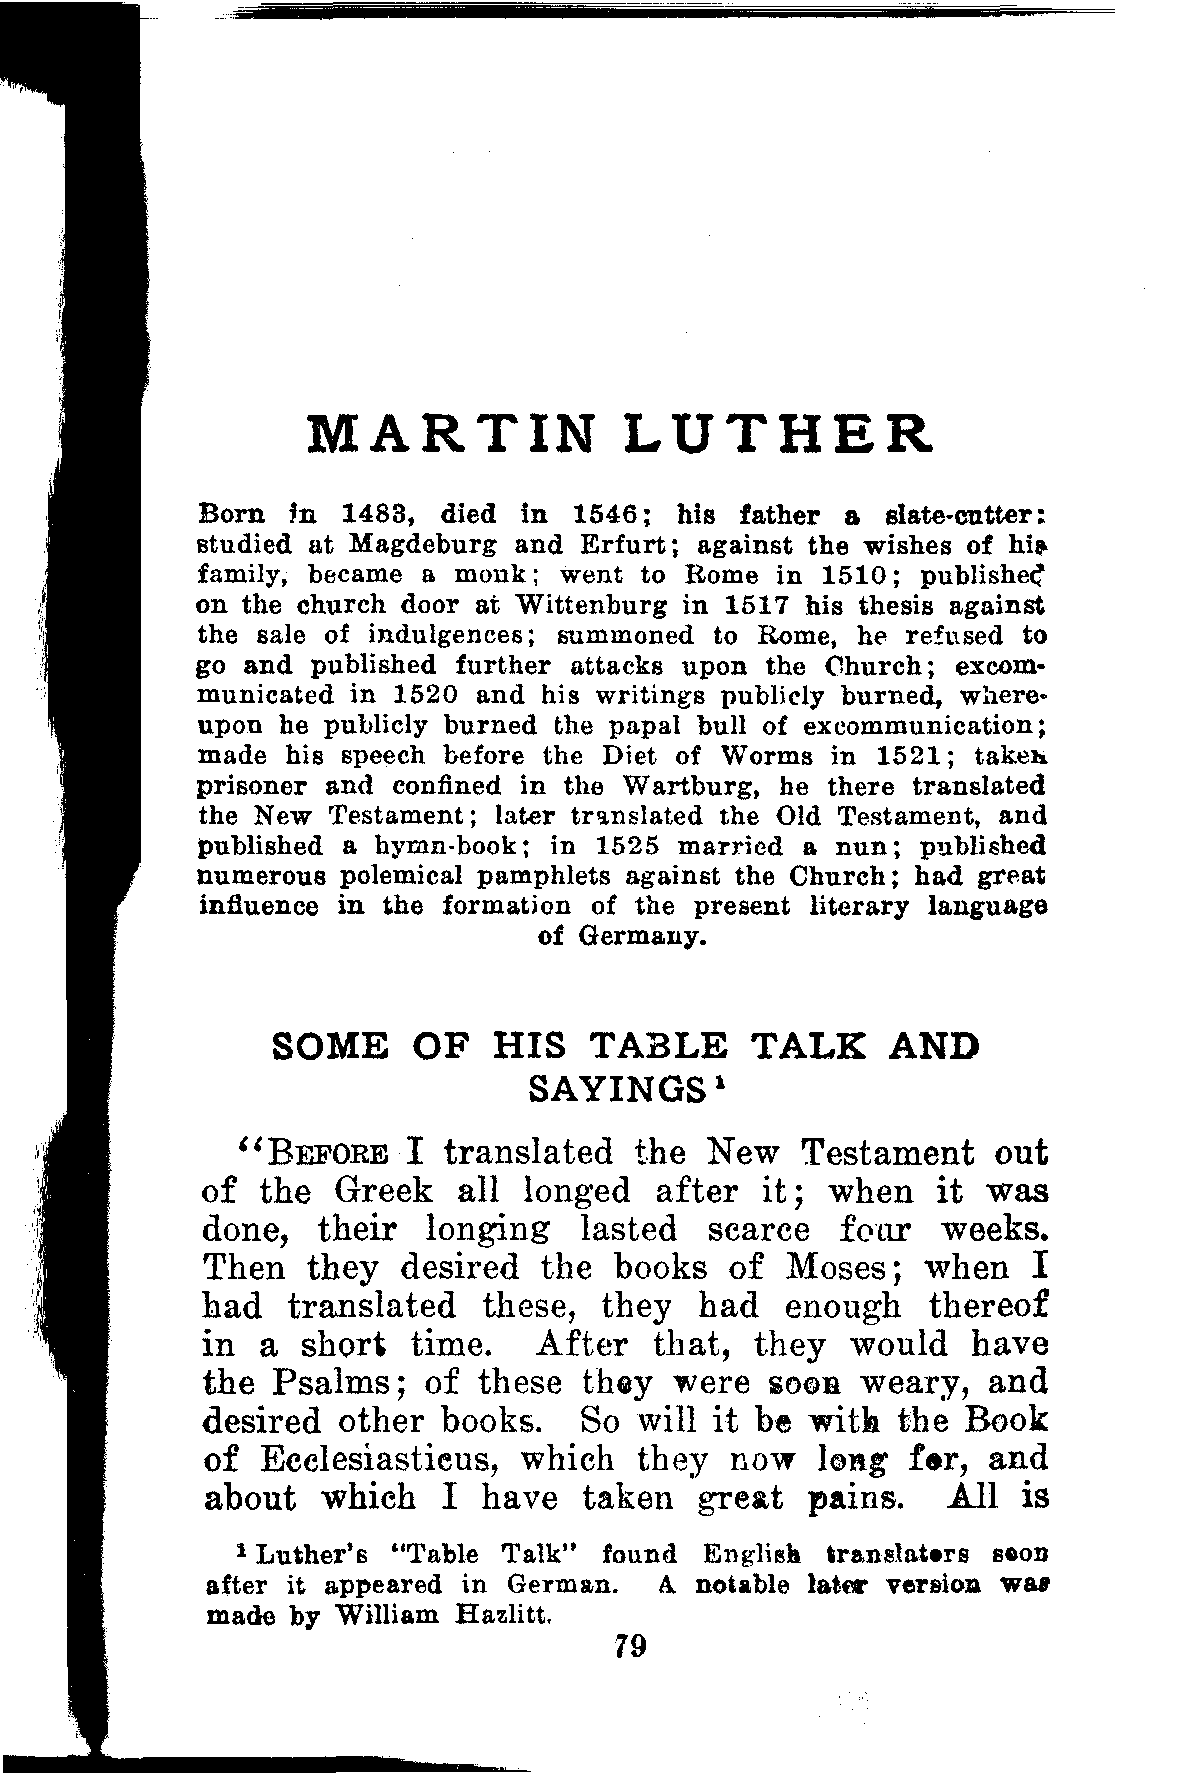 MARTIN LUTHER
Born in 1483, died in 1546; his father a slate-cutter:
studied at Magdeburg and Erfurt; against the wishes of his
family, became a monk; went to Rome in 1510; published
on the church door at Wittenburg in 1517 his thesis against
the sale of indulgences; summoned to Rome, he refused to
go and published further attacks upon the Church; excom-
municated in 1520 and his writings publicly burned, where-
upon he publicly burned the papal bull of excommunication;
made his speech before the Diet of Worms in 1521; taken
prisoner and confined in the Wartburg, he there translated
the New Testament; later translated the Old Testament, and
published a hymn-book; in 1525 married a nun; published
numerous polemical pamphlets against the Church; had great
influence in the formation of the present literary language
of Germany.
SOME OF HIS TABLE TALK AND
SAYINGS¹
"BEFORE I translated the New Testament out
of the Greek all longed after it; when it was
done, their longing lasted scarce four weeks.
Then they desired the books of Moses; when I
had translated these, they had enough thereof
in a short time. After that, they would have
the Psalms; of these they were soon weary, and
desired other books. So will it be with the Book
of Ecclesiasticus, which they now long for, and
about which I have taken great pains. All is
¹ Luther's "Table Talk" found English translators soon
after it appeared in German. A notable later version was
made by William Hazlitt.
79